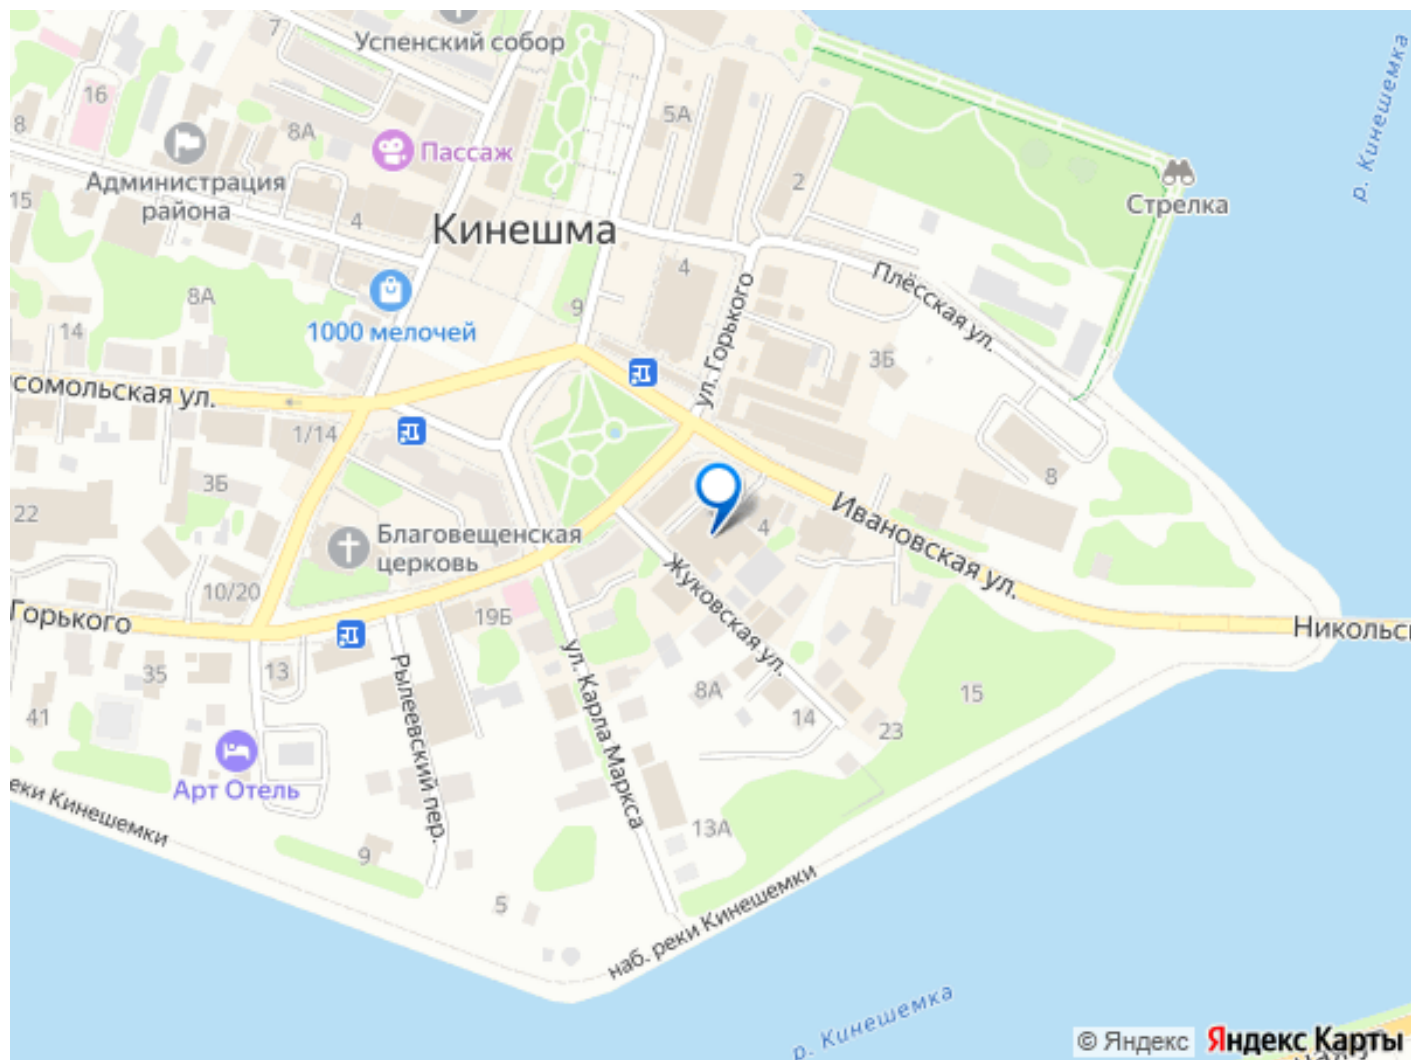 Успенский собор
7
р. Кинешемка
16
5А
8
8А
Пассаж
2
Администрация
района
15
4
Кинешма
Стрелка
4
Плёсская ул.
8А
9
ул. Горького
14
1000 мелочей
3Б
сомольская ул.
1/14
8
3Б
22
4
Ивановская ул.
Благовещенская
церковь
Жуковская ул.
10/20
19Б
Горького
Никольс
ул. Карла Маркса
Рылеевский пер.
35
13
8А
15
41
14
23
Арт Отель
еки Кинешемки
13А
9
5
наб. реки Кинешемки
р. Кинешемка
© Яндекс
Яндекс Карты